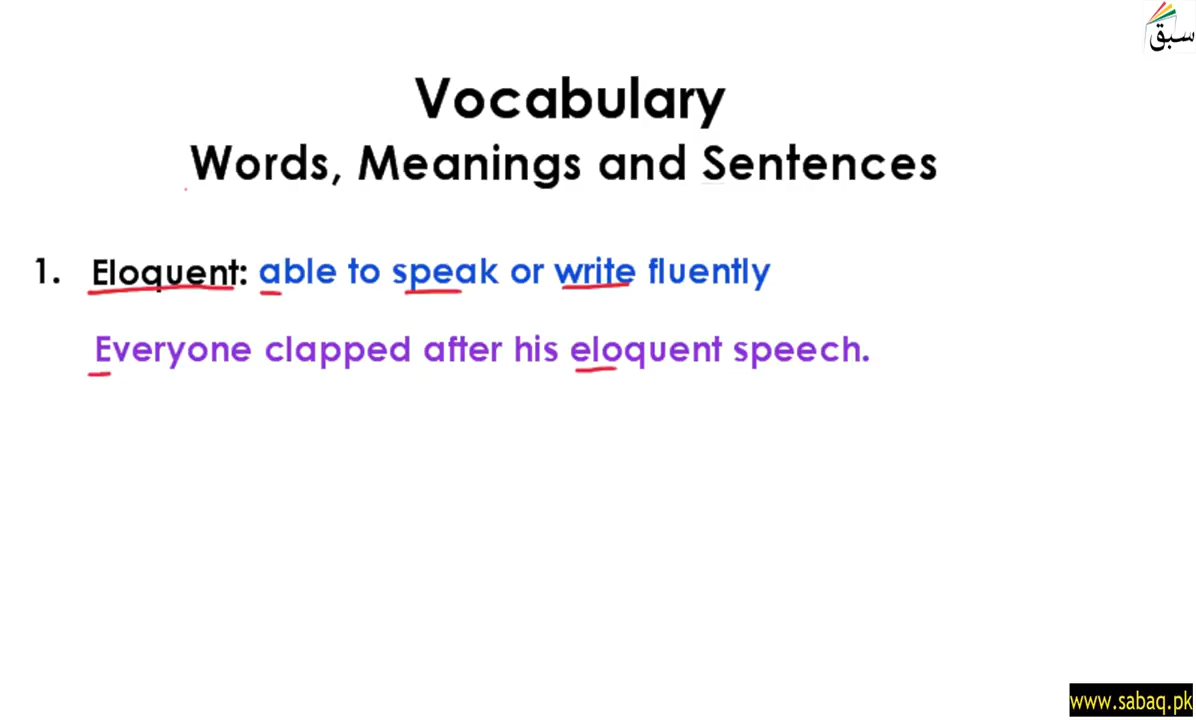 سبق
Vocabulary
Words, Meanings and Sentences
1. Eloquent: able to speak or write fluently
Everyone clapped after his eloquent speech.
www.sabaq.pk